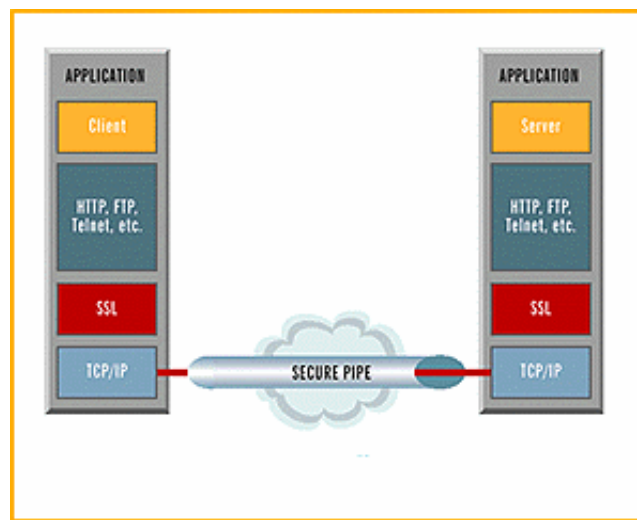 APPLICATION
Client
HTTP, FTP,
Telnet, etc.
SSL
TCP/IP
SECURE PIPE
APPLICATION
Server
HTTP, FTP,
Telnet, etc.
SSL
TCP/IP